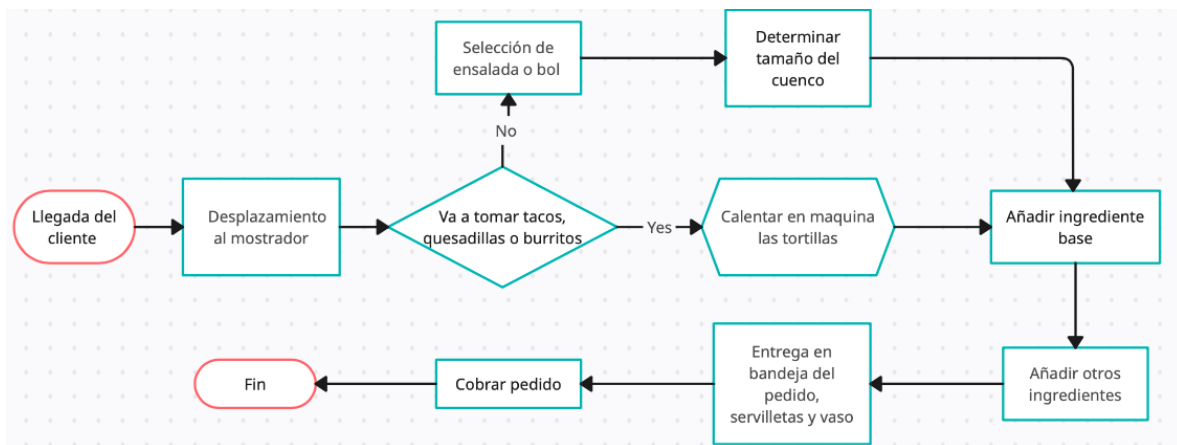 Selección de
ensalada o bol
Determinar
tamaño del
cuenco
No
Llegada del
cliente
Desplazamiento
al mostrador
Va a tomar tacos,
quesadillas o burritos
Yes
Calentar en maquina
las tortillas
Añadir ingrediente
base
Añadir otros
ingredientes
Entrega en
bandeja del
pedido,
servilletas y vaso
Cobrar pedido
Fin